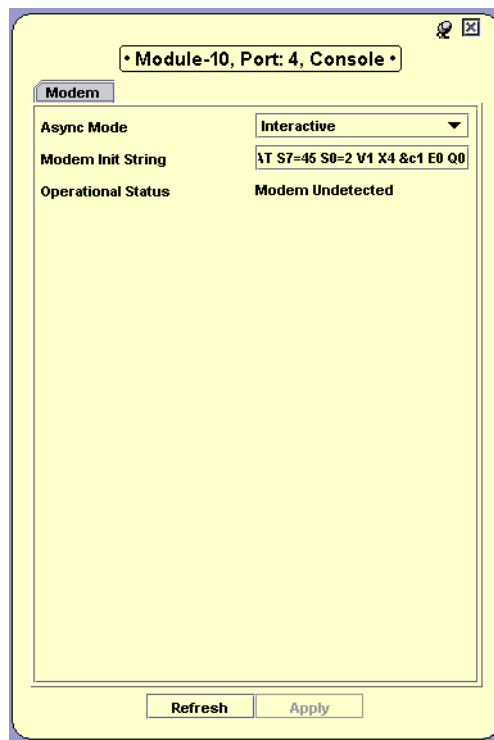 • Module-10, Port: 4, Console •
Modem
Async Mode Interactive
Modem Init String AT S7=45 S0=2 V1 X4 &c1 E0 Q0
Operational Status Modem Undetected
Refresh Apply